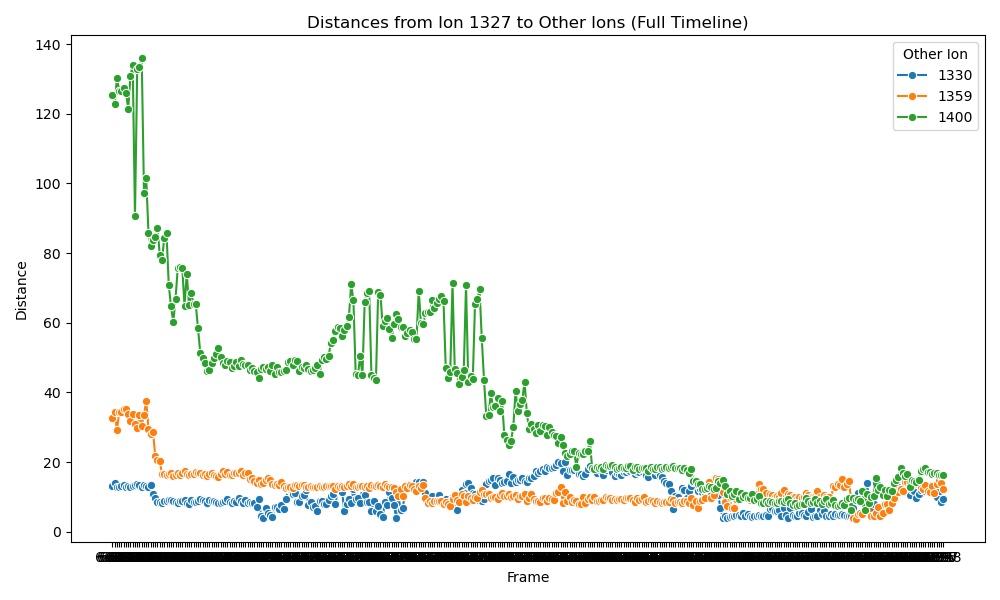 Distances from Ion 1327 to Other Ions (Full Timeline)
Other Ion
1330
1359
1400
140
120
100
80
60
40
20
0
Distance
Frame